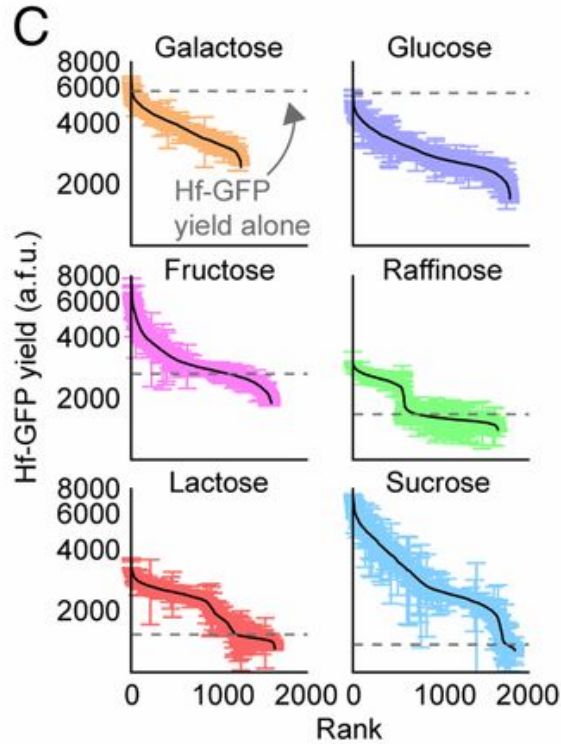 C
Galactose
Glucose
8000
6000
4000
2000
Hf-GFP
yield alone
Hf-GFP yield (a.f.u.)
Fructose
Raffinose
8000
6000
4000
2000
Lactose
Sucrose
8000
6000
4000
2000
0 1000 2000 0 1000 2000
Rank